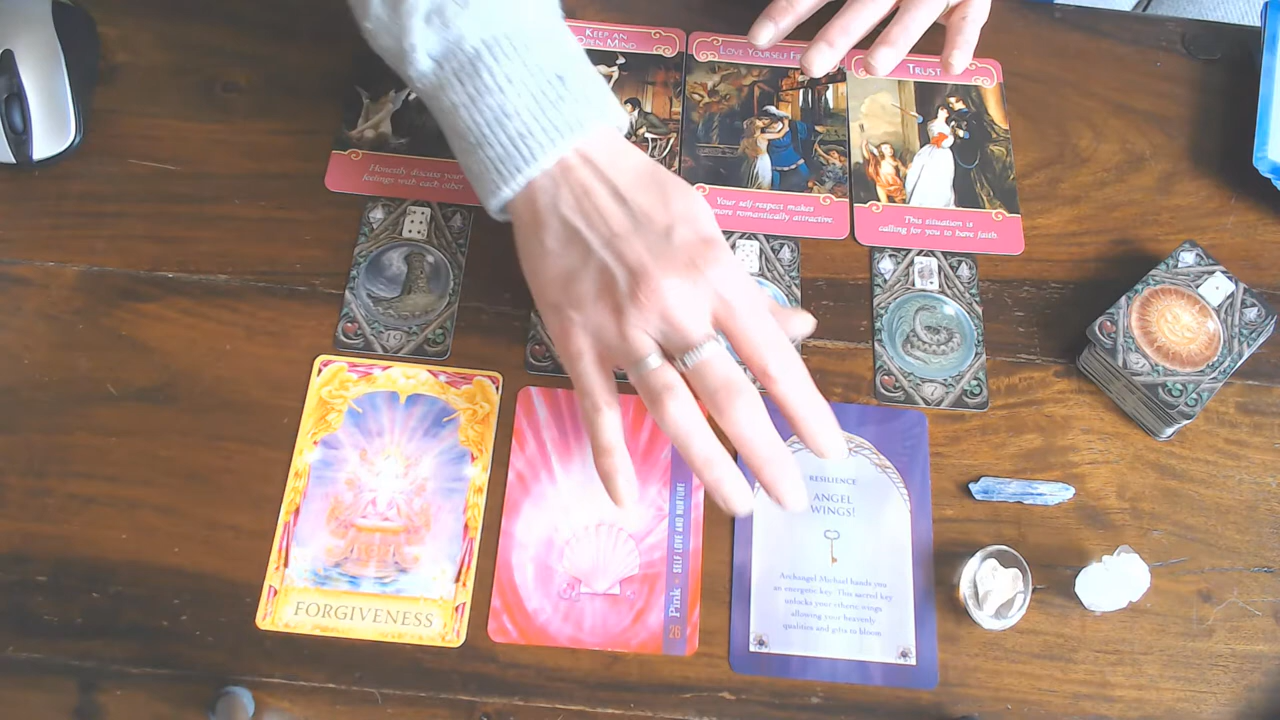 KEEP AN
OPEN MIND
LOVE YOURSELF
TRUST
Honestly discuss your
feelings with each other
Your self-respect makes
more romantically attractive.
This situation is
calling for you to have faith.
19
7
FORGIVENESS
Pink • SELF LOVE AND NURTURE
26
RESILIENCE
ANGEL
WINGS!
Archangel Michael hands you
an energetic key. This sacred key
unlocks your etheric wings
allowing your heavenly
qualities and gifts to bloom